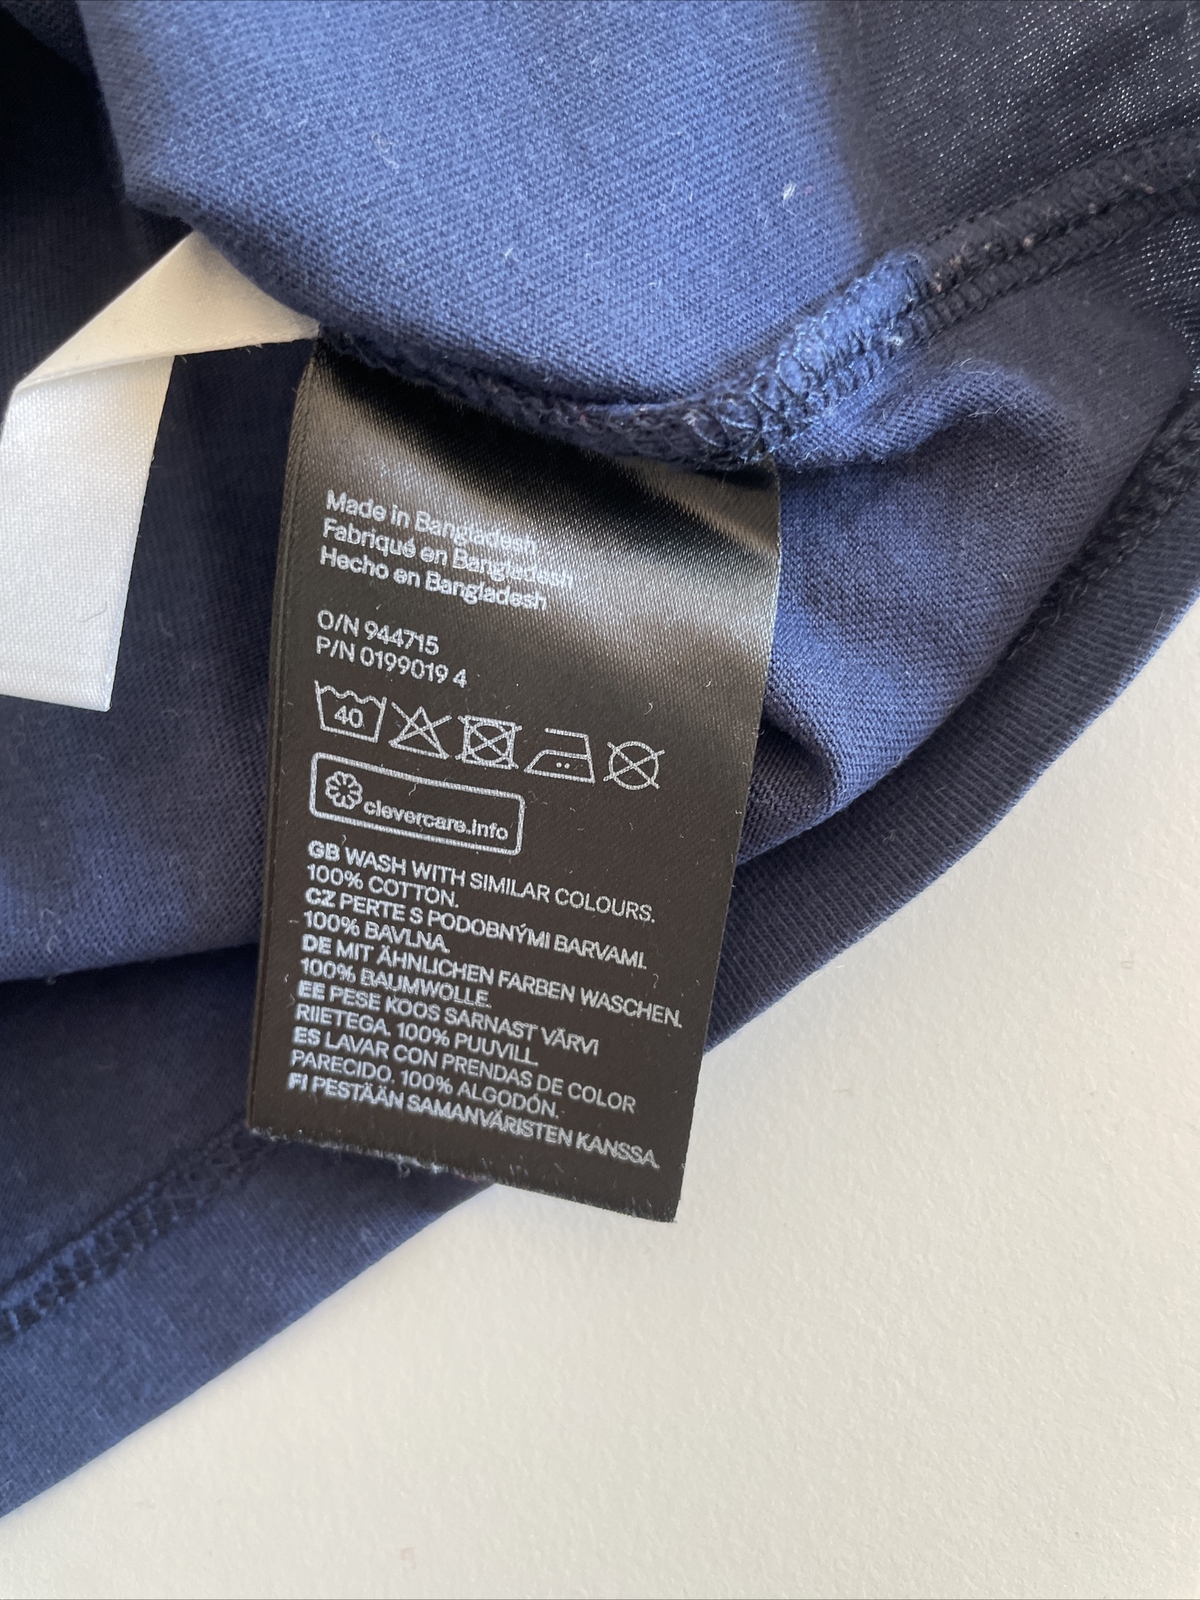 Made in Bangladesh
Fabriqué en Bangladesh
Hecho en Bangladesh
O/N 944715
P/N 0199019 4
40
clevercare.info
GB WASH WITH SIMILAR COLOURS.
100% COTTON.
CZ PERTE S PODOBNÝMI BARVAMI.
100% BAVLNA.
DE MIT ÄHNLICHEN FARBEN WASCHEN.
100% BAUMWOLLE.
EE PESE KOOS SARNAST VÄRVI
RIIETEGA. 100% PUUVILL.
ES LAVAR CON PRENDAS DE COLOR
PARECIDO. 100% ALGODÓN.
FI PESTÄÄN SAMANVÄRISTEN KANSSA.